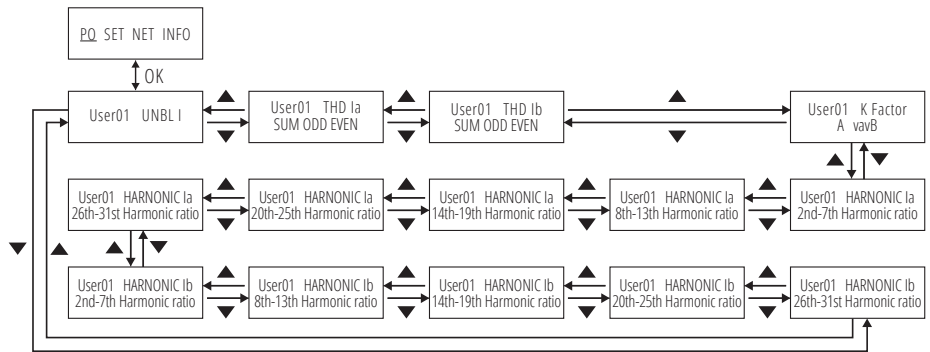 PQ SET NET INFO
OK
User01 UNBL I
User01 THD Ia
SUM ODD EVEN
User01 THD Ib
SUM ODD EVEN
User01 K Factor
A vavB
User01 HARNONIC Ia
26th-31st Harmonic ratio
User01 HARNONIC Ia
20th-25th Harmonic ratio
User01 HARNONIC Ia
14th-19th Harmonic ratio
User01 HARNONIC Ia
8th-13th Harmonic ratio
User01 HARNONIC Ia
2nd-7th Harmonic ratio
User01 HARNONIC Ib
2nd-7th Harmonic ratio
User01 HARNONIC Ib
8th-13th Harmonic ratio
User01 HARNONIC Ib
14th-19th Harmonic ratio
User01 HARNONIC Ib
20th-25th Harmonic ratio
User01 HARNONIC Ib
26th-31st Harmonic ratio